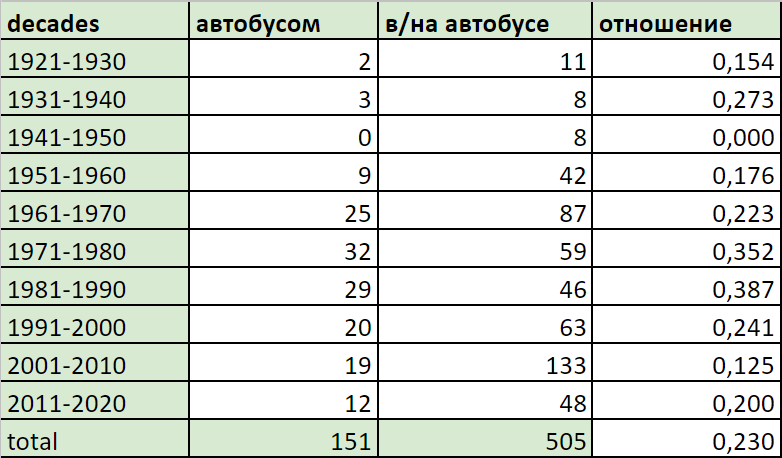 decades автобусом в/на автобусе отношение
1921-1930 2 11 0,154
1931-1940 3 8 0,273
1941-1950 0 8 0,000
1951-1960 9 42 0,176
1961-1970 25 87 0,223
1971-1980 32 59 0,352
1981-1990 29 46 0,387
1991-2000 20 63 0,241
2001-2010 19 133 0,125
2011-2020 12 48 0,200
total 151 505 0,230